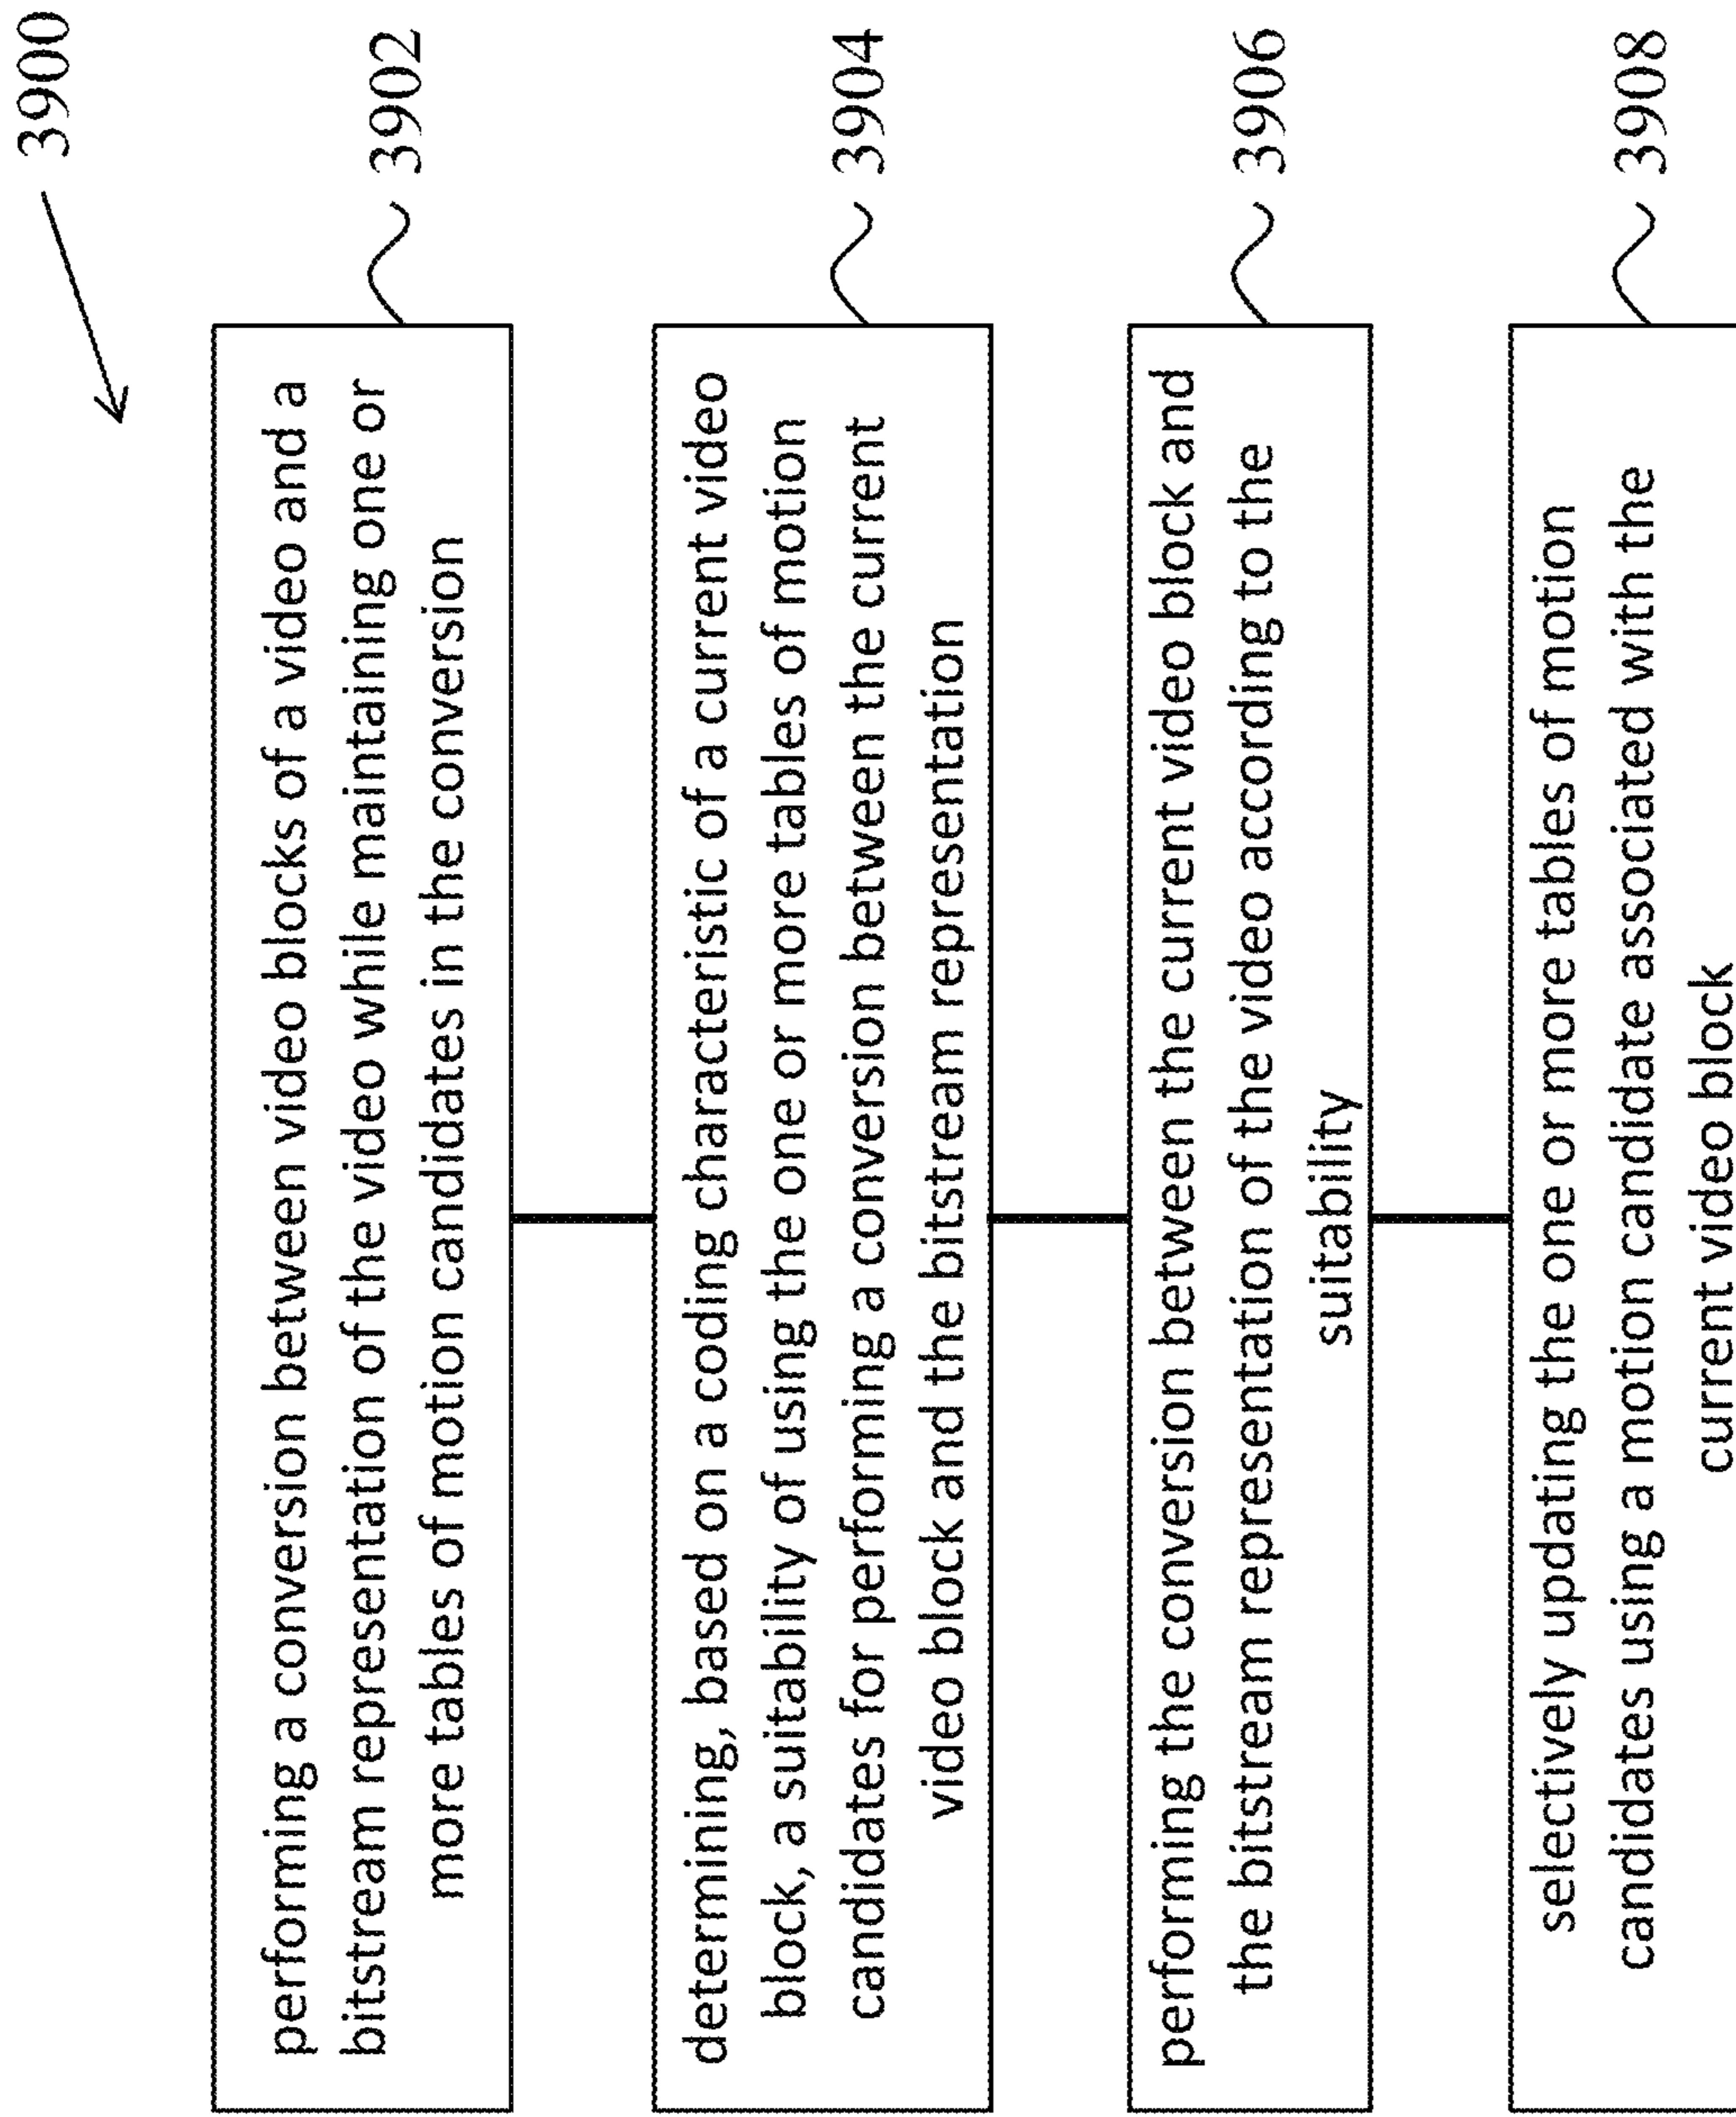 3900
performing a conversion between video blocks of a video and a
bitstream representation of the video while maintaining one or
more tables of motion candidates in the conversion
3902
determining, based on a coding characteristic of a current video
block, a suitability of using the one or more tables of motion
candidates for performing a conversion between the current
video block and the bitstream representation
3904
performing the conversion between the current video block and
the bitstream representation of the video according to the
suitability
3906
selectively updating the one or more tables of motion
candidates using a motion candidate associated with the
current video block
3908